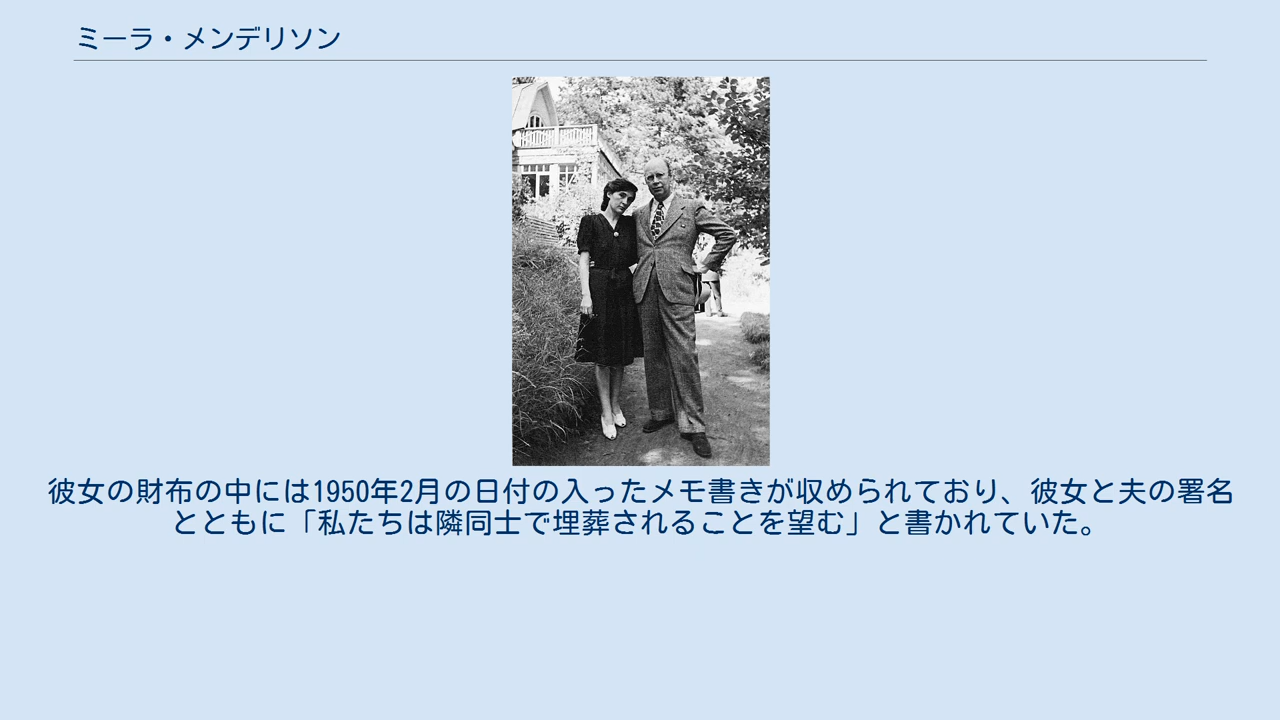 ミーラ・メンデリソン
彼女の財布の中には1950年2月の日付の入ったメモ書きが収められており、彼女と夫の署名
とともに「私たちは隣同士で埋葬されることを望む」と書かれていた。